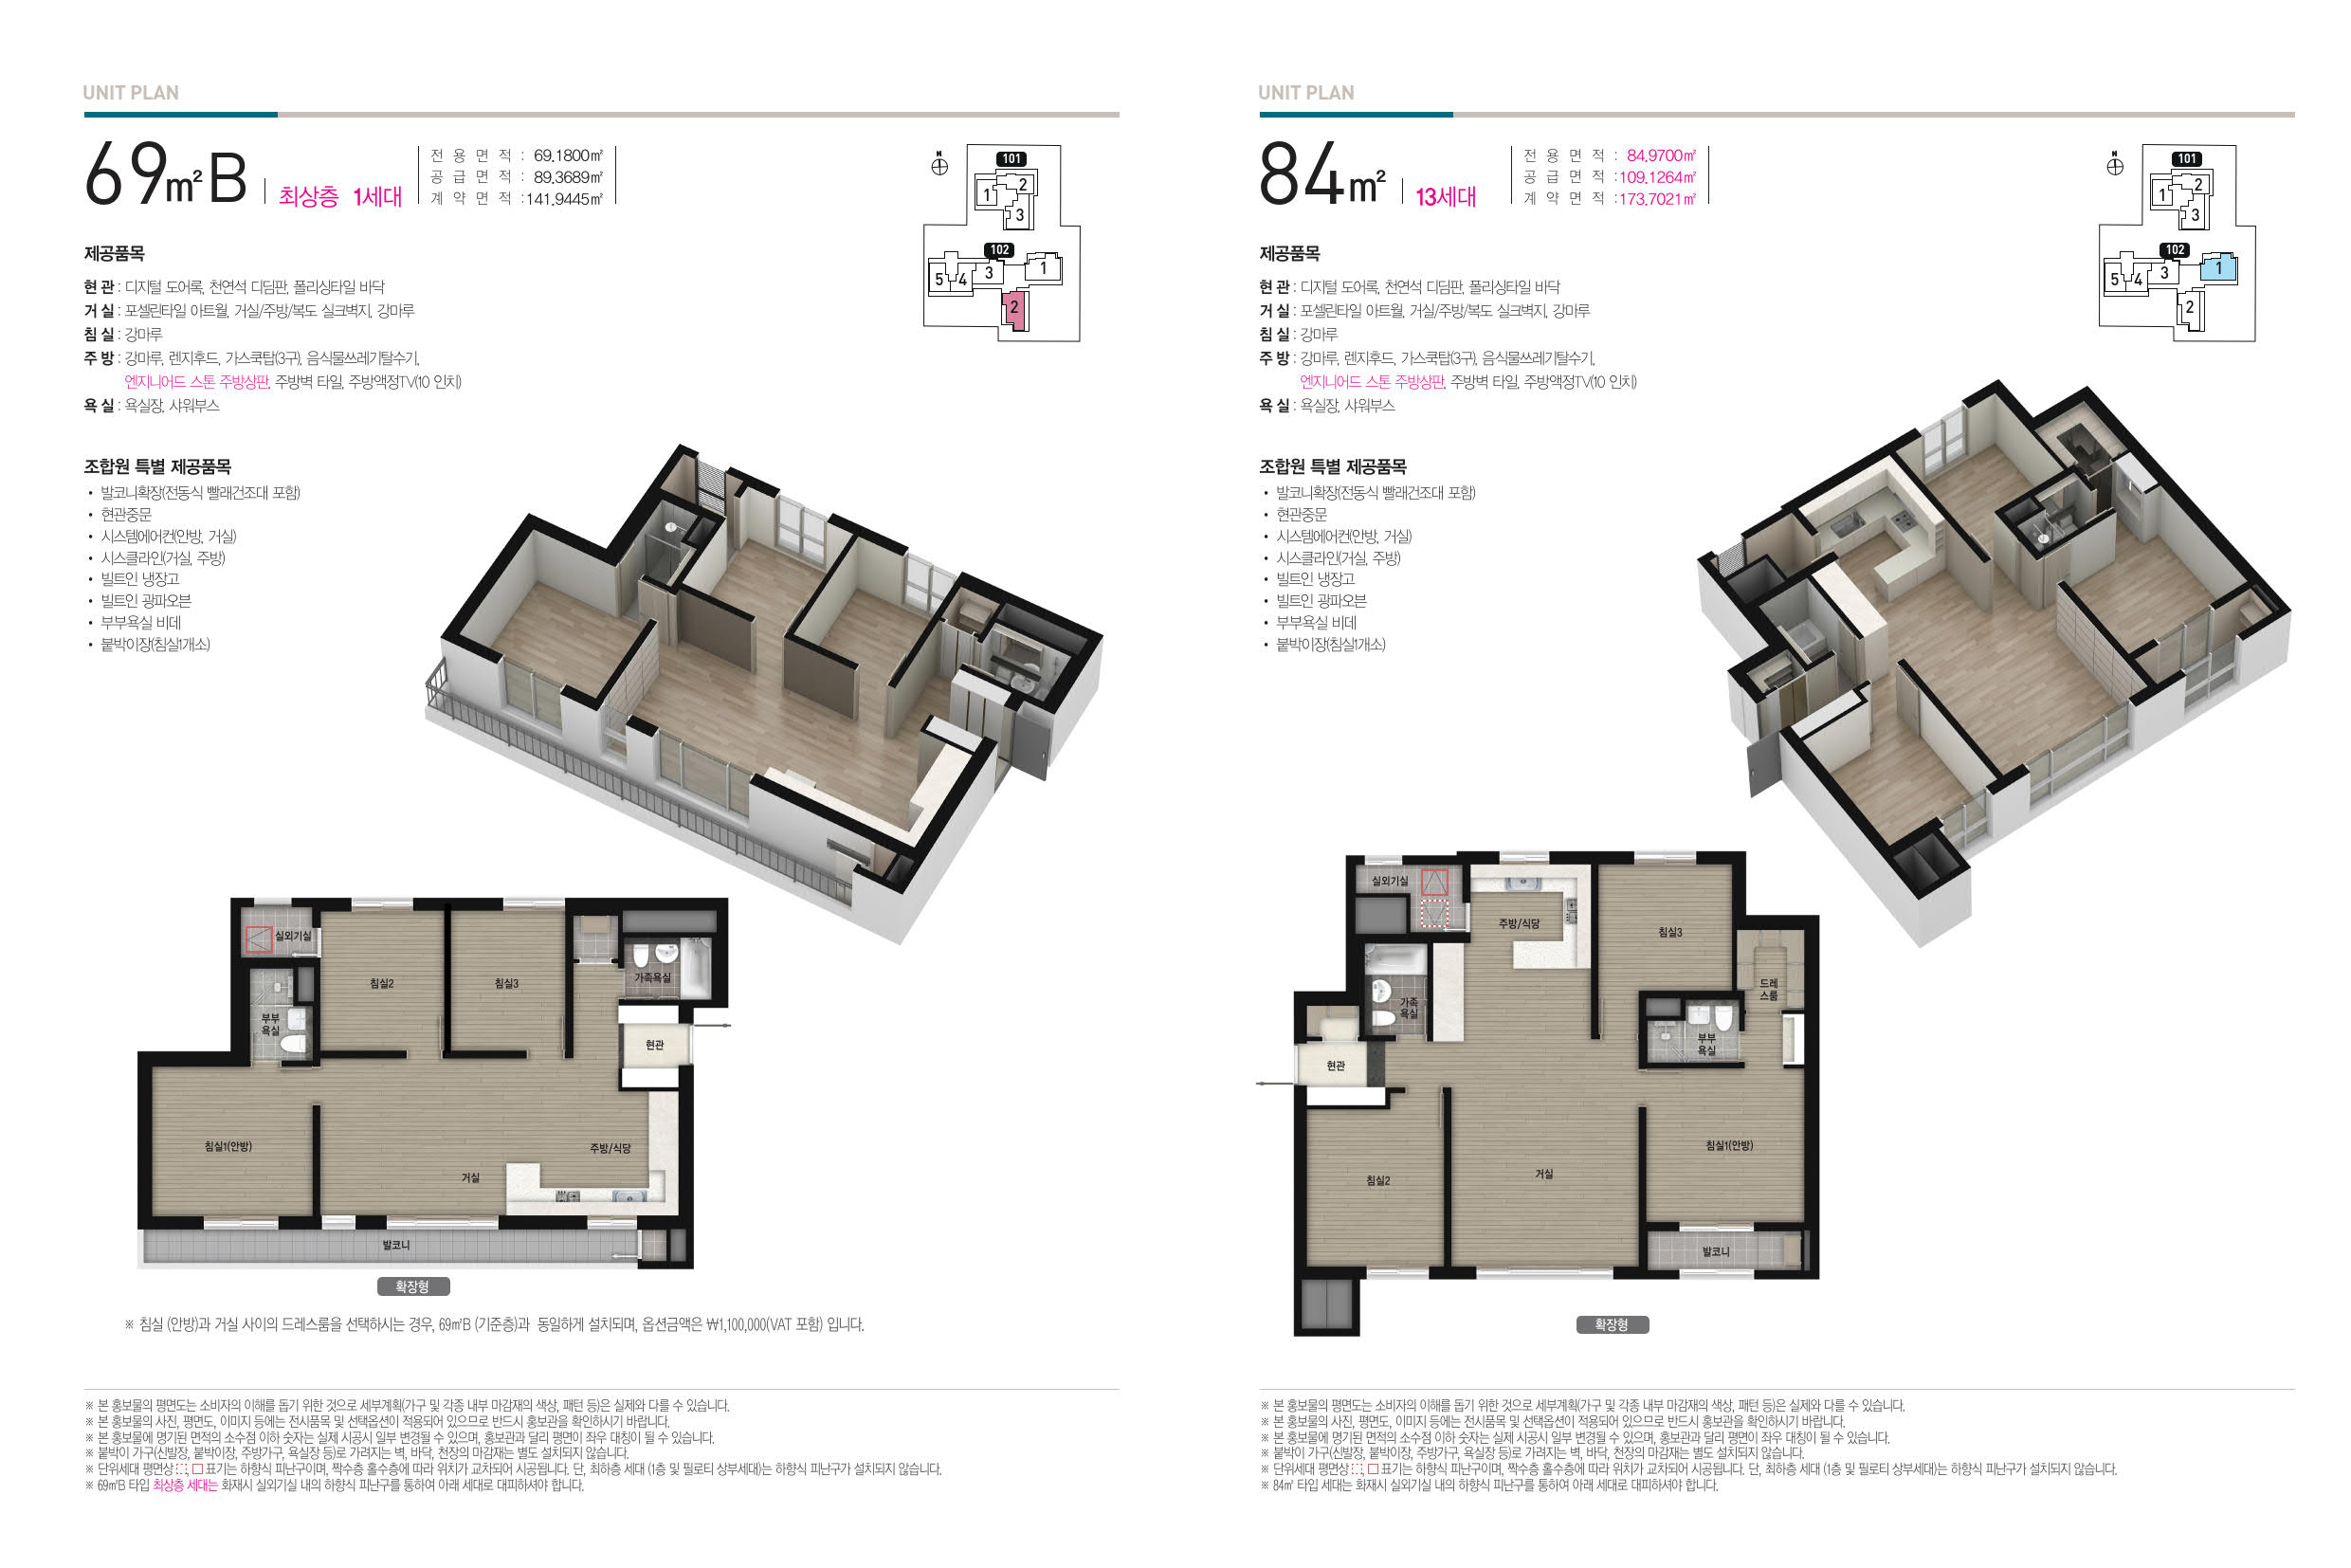 UNIT PLAN
69m²B
최상층 1세대
전 용 면 적 : 69.1800㎡
공 급 면 적 : 89.3689㎡
계 약 면 적 : 141.9445㎡
N
101
1
2
3
102
5
4
3
1
2
제공품목
현 관 : 디지털 도어록, 천연석 디딤판, 폴리싱타일 바닥
거 실 : 포셀린타일 아트월, 거실/주방/복도 실크벽지, 강마루
침 실 : 강마루
주 방 : 강마루, 렌지후드, 가스쿡탑(3구), 음식물쓰레기탈수기,
엔지니어드 스톤 주방상판, 주방벽 타일, 주방액정TV(10 인치)
욕 실 : 욕실장, 샤워부스
조합원 특별 제공품목
• 발코니확장(전동식 빨래건조대 포함)
• 현관중문
• 시스템에어컨(안방, 거실)
• 시스클라인(거실, 주방)
• 빌트인 냉장고
• 빌트인 광파오븐
• 부부욕실 비데
• 붙박이장(침실1개소)
실외기실
침실2
침실3
가족욕실
부부
욕실
현관
침실1(안방)
거실
주방/식당
발코니
확장형
※ 침실 (안방)과 거실 사이의 드레스룸을 선택하시는 경우, 69㎡B (기준층)과 동일하게 설치되며, 옵션금액은 ₩1,100,000(VAT 포함) 입니다.
※ 본 홍보물의 평면도는 소비자의 이해를 돕기 위한 것으로 세부계획(가구 및 각종 내부 마감재의 색상, 패턴 등)은 실제와 다를 수 있습니다.
※ 본 홍보물의 사진, 평면도, 이미지 등에는 전시품목 및 선택옵션이 적용되어 있으므로 반드시 홍보관을 확인하시기 바랍니다.
※ 본 홍보물에 명기된 면적의 소수점 이하 숫자는 실제 시공시 일부 변경될 수 있으며, 홍보관과 달리 평면이 좌우 대칭이 될 수 있습니다.
※ 붙박이 가구(신발장, 붙박이장, 주방가구, 욕실장 등)로 가려지는 벽, 바닥, 천장의 마감재는 별도 설치되지 않습니다.
※ 단위세대 평면상 , 표기는 하향식 피난구이며, 짝수층 홀수층에 따라 위치가 교차되어 시공됩니다. 단, 최하층 세대 (1층 및 필로티 상부세대)는 하향식 피난구가 설치되지 않습니다.
※ 69㎡B 타입 최상층 세대는 화재시 실외기실 내의 하향식 피난구를 통하여 아래 세대로 대피하셔야 합니다.
UNIT PLAN
84m²
13세대
전 용 면 적 : 84.9700㎡
공 급 면 적 : 109.1264㎡
계 약 면 적 : 173.7021㎡
N
101
1
2
3
102
5
4
3
1
2
제공품목
현 관 : 디지털 도어록, 천연석 디딤판, 폴리싱타일 바닥
거 실 : 포셀린타일 아트월, 거실/주방/복도 실크벽지, 강마루
침 실 : 강마루
주 방 : 강마루, 렌지후드, 가스쿡탑(3구), 음식물쓰레기탈수기,
엔지니어드 스톤 주방상판, 주방벽 타일, 주방액정TV(10 인치)
욕 실 : 욕실장, 샤워부스
조합원 특별 제공품목
• 발코니확장(전동식 빨래건조대 포함)
• 현관중문
• 시스템에어컨(안방, 거실)
• 시스클라인(거실, 주방)
• 빌트인 냉장고
• 빌트인 광파오븐
• 부부욕실 비데
• 붙박이장(침실1개소)
실외기실
주방/식당
침실3
드레
스룸
가족
욕실
부부
욕실
현관
침실1(안방)
거실
침실2
발코니
확장형
※ 본 홍보물의 평면도는 소비자의 이해를 돕기 위한 것으로 세부계획(가구 및 각종 내부 마감재의 색상, 패턴 등)은 실제와 다를 수 있습니다.
※ 본 홍보물의 사진, 평면도, 이미지 등에는 전시품목 및 선택옵션이 적용되어 있으므로 반드시 홍보관을 확인하시기 바랍니다.
※ 본 홍보물에 명기된 면적의 소수점 이하 숫자는 실제 시공시 일부 변경될 수 있으며, 홍보관과 달리 평면이 좌우 대칭이 될 수 있습니다.
※ 붙박이 가구(신발장, 붙박이장, 주방가구, 욕실장 등)로 가려지는 벽, 바닥, 천장의 마감재는 별도 설치되지 않습니다.
※ 단위세대 평면상 , 표기는 하향식 피난구이며, 짝수층 홀수층에 따라 위치가 교차되어 시공됩니다. 단, 최하층 세대 (1층 및 필로티 상부세대)는 하향식 피난구가 설치되지 않습니다.
※ 84㎡ 타입 세대는 화재시 실외기실 내의 하향식 피난구를 통하여 아래 세대로 대피하셔야 합니다.